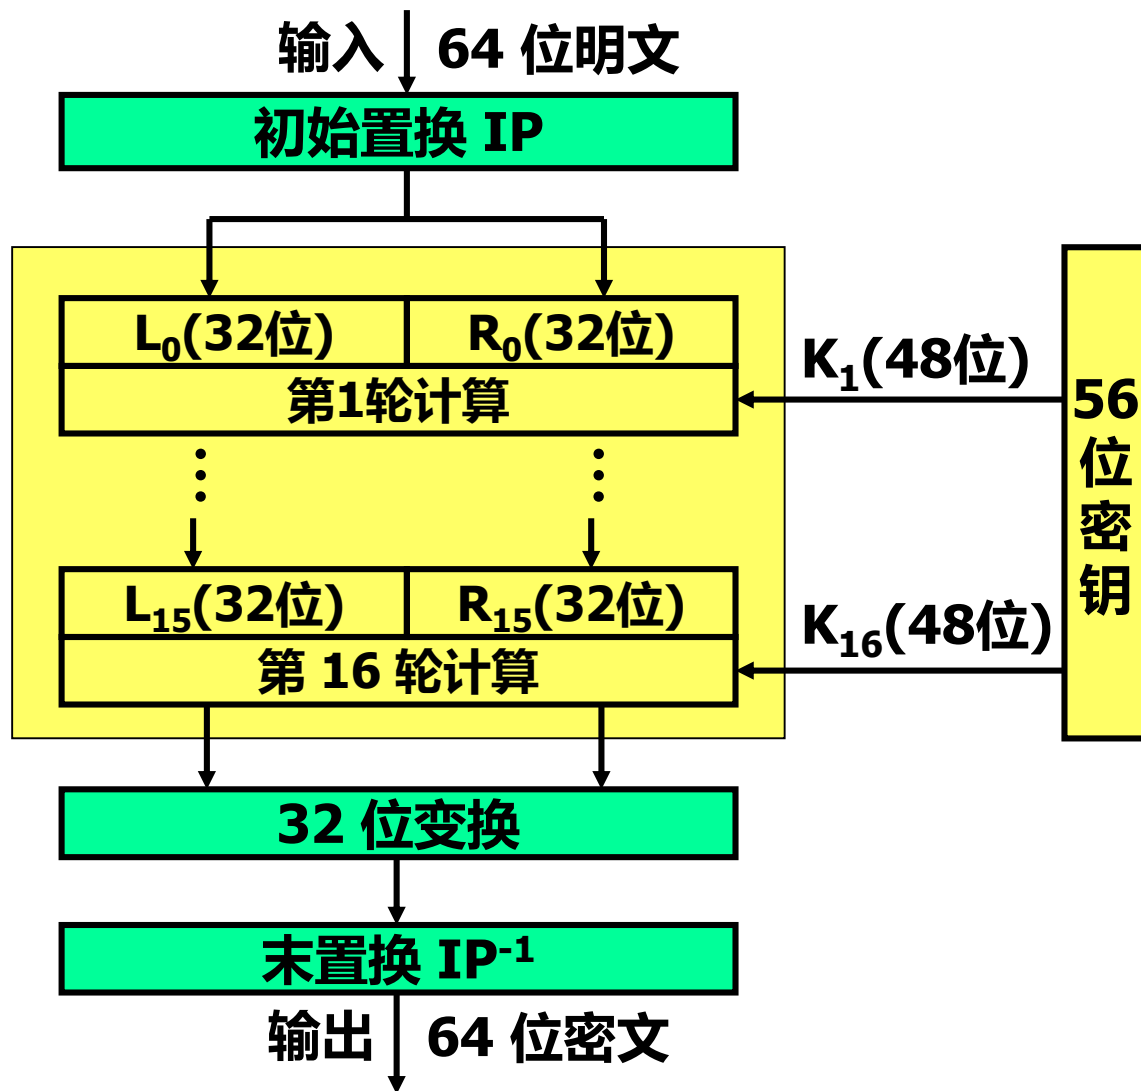 输入 64 位明文
初始置换 IP
L₀(32位) R₀(32位)
第1轮计算
K₁(48位)
56
位
密
钥
L₁₅(32位) R₁₅(32位)
第 16 轮计算
K₁₆(48位)
32 位变换
末置换 IP⁻¹
输出 64 位密文